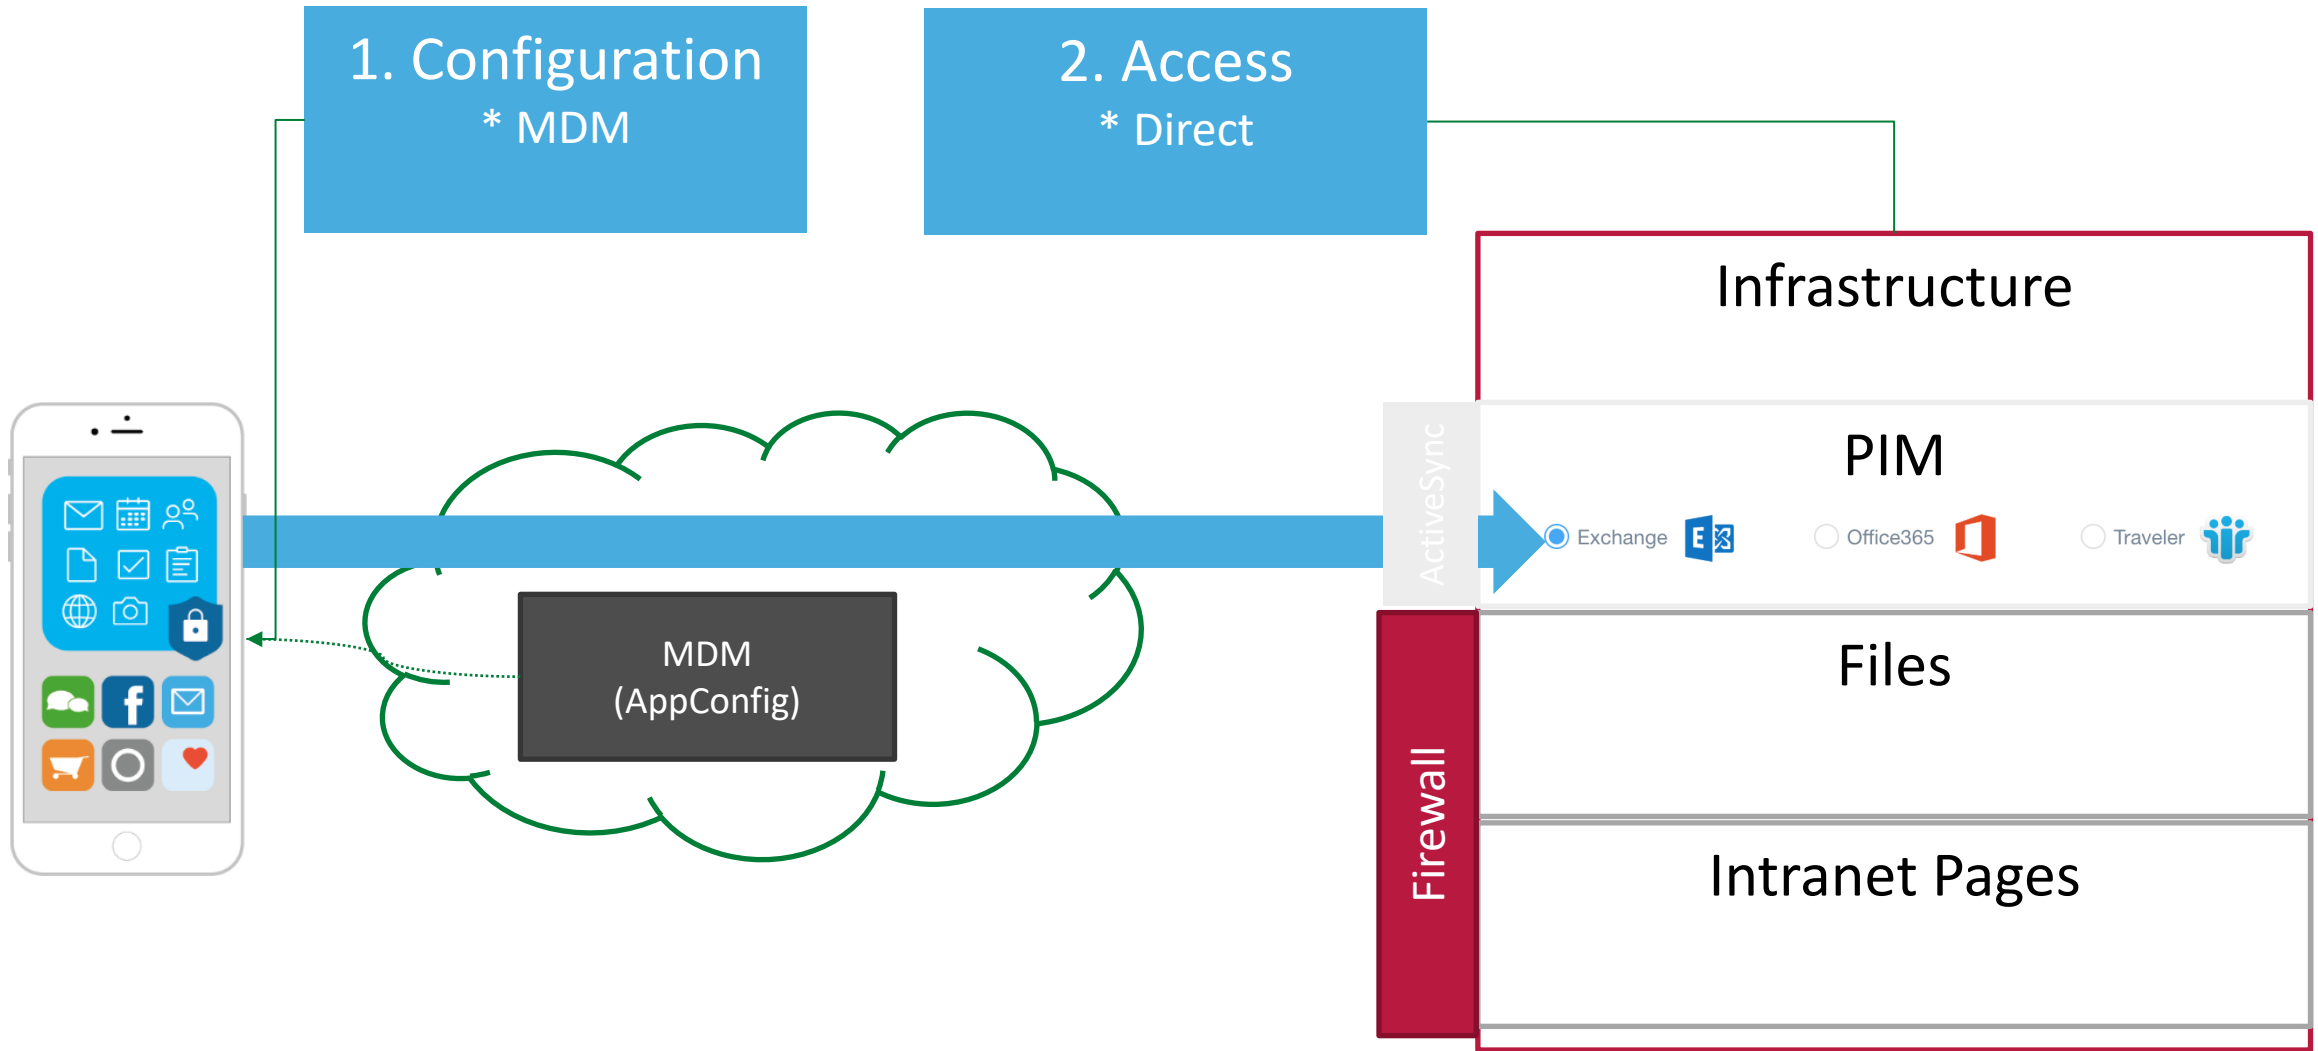 1. Configuration
* MDM
2. Access
* Direct
Infrastructure
ActiveSync
PIM
Exchange
E
Office365
Traveler
MDM
(AppConfig)
Files
Firewall
Intranet Pages
f